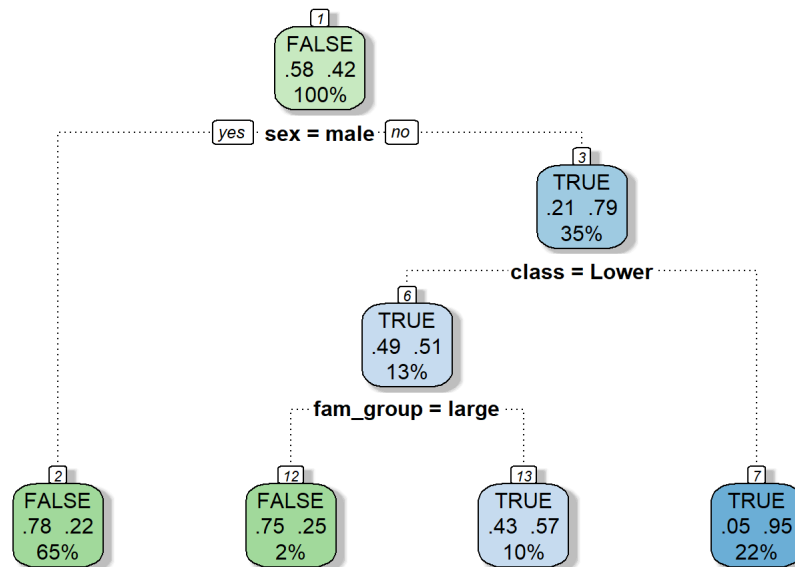 1
FALSE
.58 .42
100%
yes sex = male no
3
TRUE
.21 .79
35%
class = Lower
6
TRUE
.49 .51
13%
fam_group = large
2
FALSE
.78 .22
65%
12
FALSE
.75 .25
2%
13
TRUE
.43 .57
10%
7
TRUE
.05 .95
22%